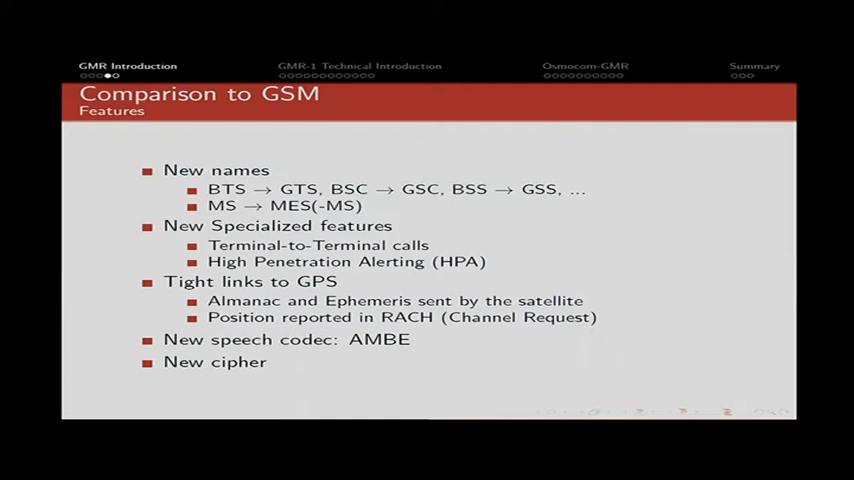 GMR Introduction GMR-1 Technical Introduction Osmocom-GMR Summary
Comparison to GSM
Features
New names
BTS → GTS, BSC → GSC, BSS → GSS, ...
MS → MES(-MS)
New Specialized features
Terminal-to-Terminal calls
High Penetration Alerting (HPA)
Tight links to GPS
Almanac and Ephemeris sent by the satellite
Position reported in RACH (Channel Request)
New speech codec: AMBE
New cipher